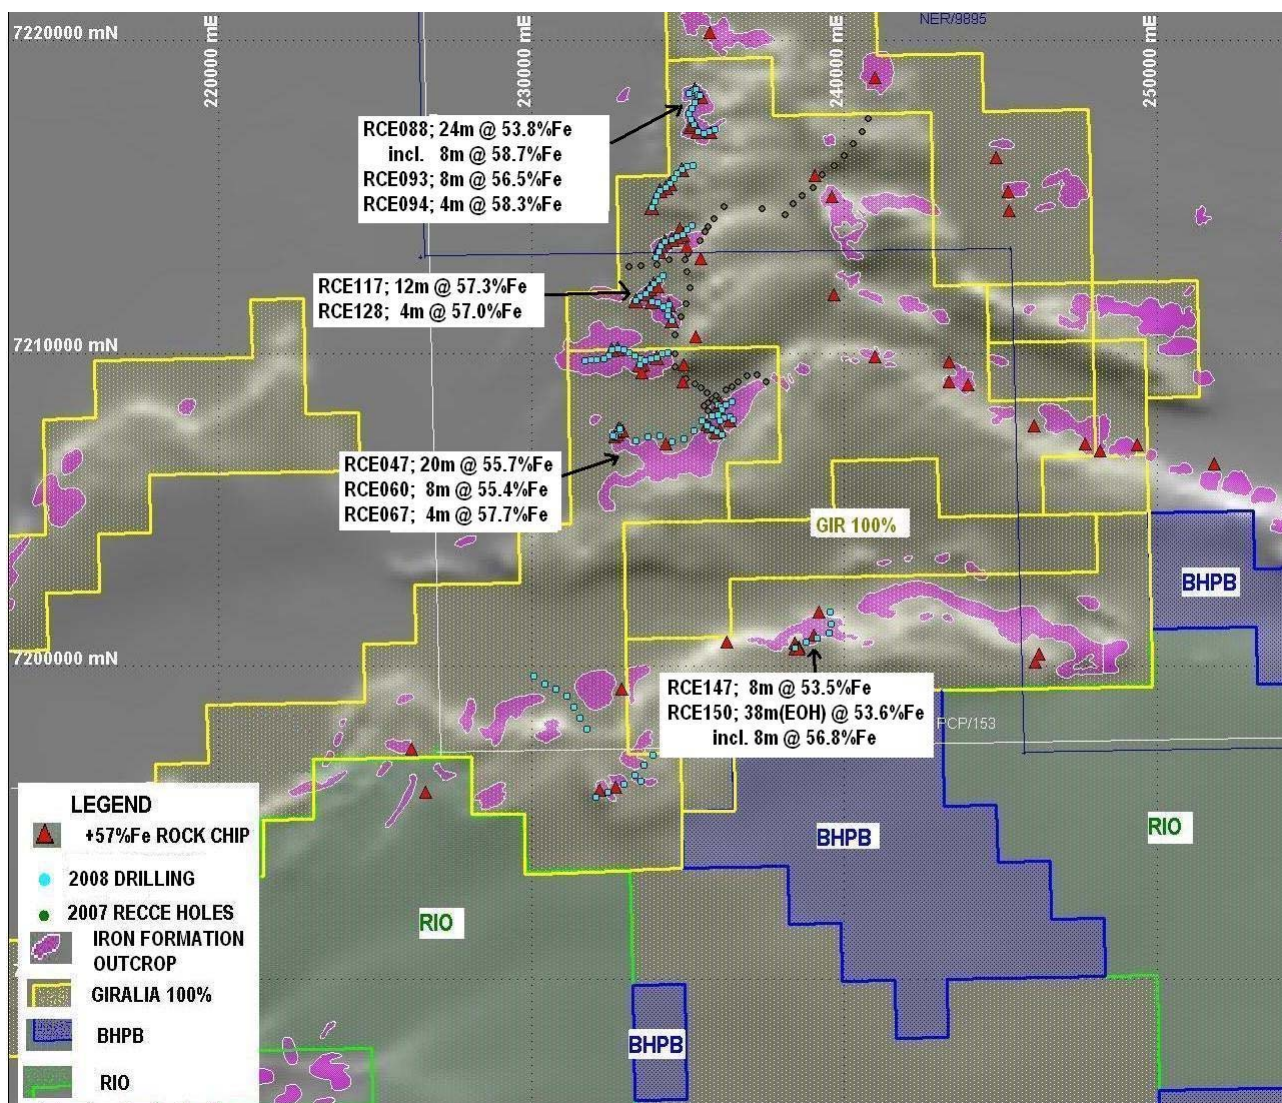 NER/9895
7220000 mN
220000 mE
230000 mE
240000 mE
250000 mE
RCE088; 24m @ 53.8%Fe
incl. 8m @ 58.7%Fe
RCE093; 8m @ 56.5%Fe
RCE094; 4m @ 58.3%Fe
RCE117; 12m @ 57.3%Fe
RCE128; 4m @ 57.0%Fe
7210000 mN
RCE047; 20m @ 55.7%Fe
RCE060; 8m @ 55.4%Fe
RCE067; 4m @ 57.7%Fe
GIR 100%
BHPB
7200000 mN
RCE147; 8m @ 53.5%Fe
RCE150; 38m(EOH) @ 53.6%Fe
incl. 8m @ 56.8%Fe
PCP/153
BHPB
RIO
RIO
BHPB
LEGEND
+57%Fe ROCK CHIP
2008 DRILLING
2007 RECCE HOLES
IRON FORMATION
OUTCROP
GIRALIA 100%
BHPB
RIO